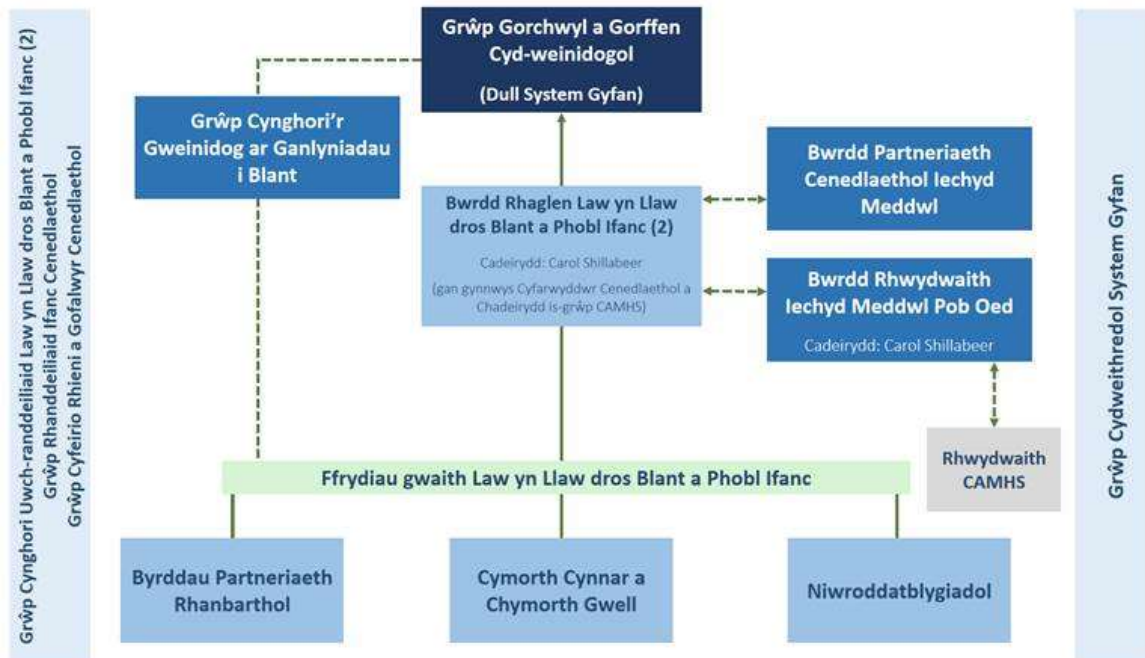 Grŵp Cynghori Uwch-randdeiliaid Law yn Llaw dros Blant a Phobl Ifanc (2)
Grŵp Rhanddeiliaid Ifanc Cenedlaethol
Grŵp Cyfeirio Rhieni a Gofalwyr Cenedlaethol
Grŵp Gorchwyl a Gorffen
Cyd-weinidogol
(Dull System Gyfan)
Grŵp Cynghori'r
Gweinidog ar Ganlyniadau
i Blant
Bwrdd Rhaglen Law yn Llaw
dros Blant a Phobl Ifanc (2)
Cadeirydd: Carol Shillabeer
(gan gynnwys Cyfarwyddwr Cenedlaethol a
Chadeirydd is-grŵp CAMHS)
Bwrdd Partneriaeth
Cenedlaethol Iechyd
Meddwl
Bwrdd Rhwydwaith
Iechyd Meddwl Pob Oed
Cadeirydd: Carol Shillabeer
Rhwydwaith
CAMHS
Ffrydiau gwaith Law yn Llaw dros Blant a Phobl Ifanc
Byrddau Partneriaeth
Rhanbarthol
Cymorth Cynnar a
Chymorth Gwell
Niwroddatblygiadol
Grŵp Cydweithredol System Gyfan